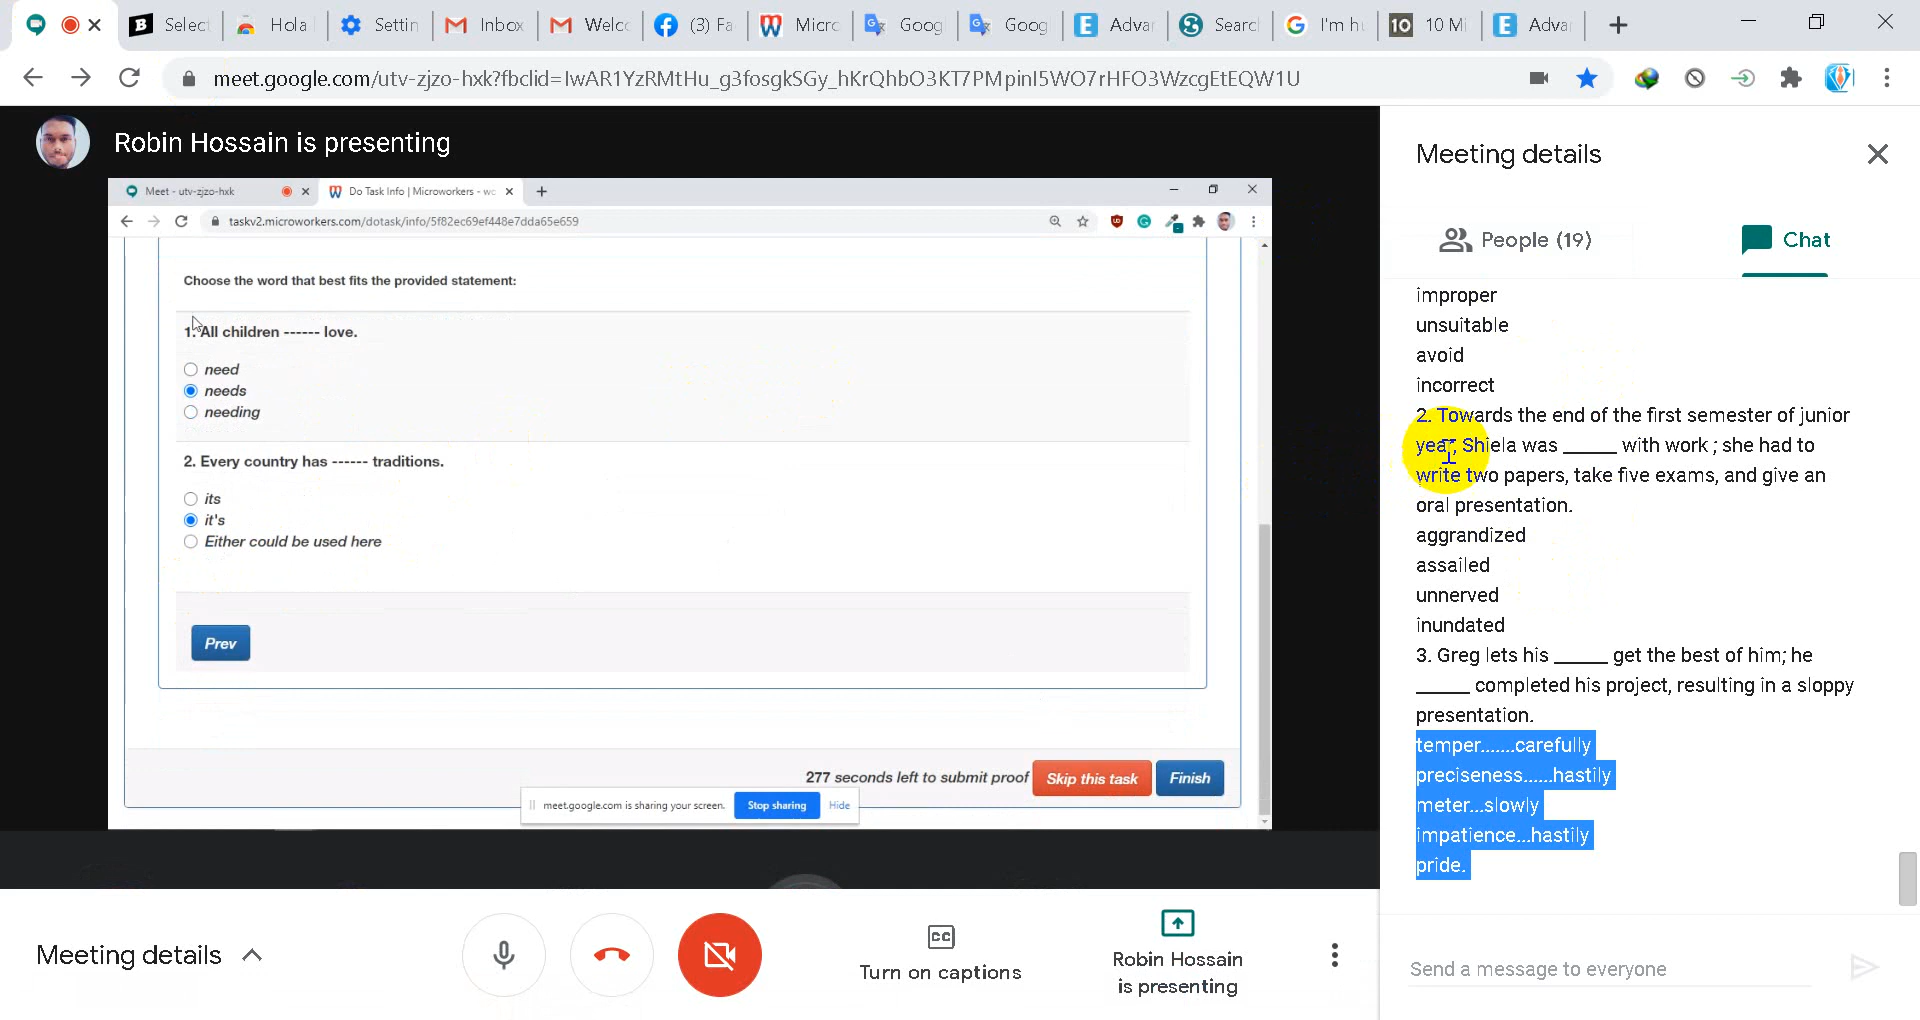 Select
Hola
Settin
Inbox
Welc
(3) Fa
Micro
Goog
Goog
Advar
Searc
I'm hu
10 Mi
Advar
meet.google.com/utv-zjzo-hxk?fbclid=IwAR1YzRMtHu_g3fosgkSGy_hKrQhbO3KT7PMpinI5WO7rHFO3WzcgEtEQW1U
Robin Hossain is presenting
Meet - utv-zjzo-hxk
Do Task Info | Microworkers - wo
taskv2.microworkers.com/dotask/info/5f82ec69ef448e7dda65e659
Choose the word that best fits the provided statement:
1. All children ------ love.
need
needs
needing
2. Every country has ------ traditions.
its
it's
Either could be used here
Prev
277 seconds left to submit proof
Skip this task
Finish
meet.google.com is sharing your screen.
Stop sharing
Hide
Meeting details
Turn on captions
Robin Hossain
is presenting
Meeting details
People (19)
Chat
improper
unsuitable
avoid
incorrect
2. Towards the end of the first semester of junior
year, Shiela was _____ with work ; she had to
write two papers, take five exams, and give an
oral presentation.
aggrandized
assailed
unnerved
inundated
3. Greg lets his _____ get the best of him; he
_____ completed his project, resulting in a sloppy
presentation.
temper.......carefully
preciseness......hastily
meter...slowly
impatience...hastily
pride.
Send a message to everyone